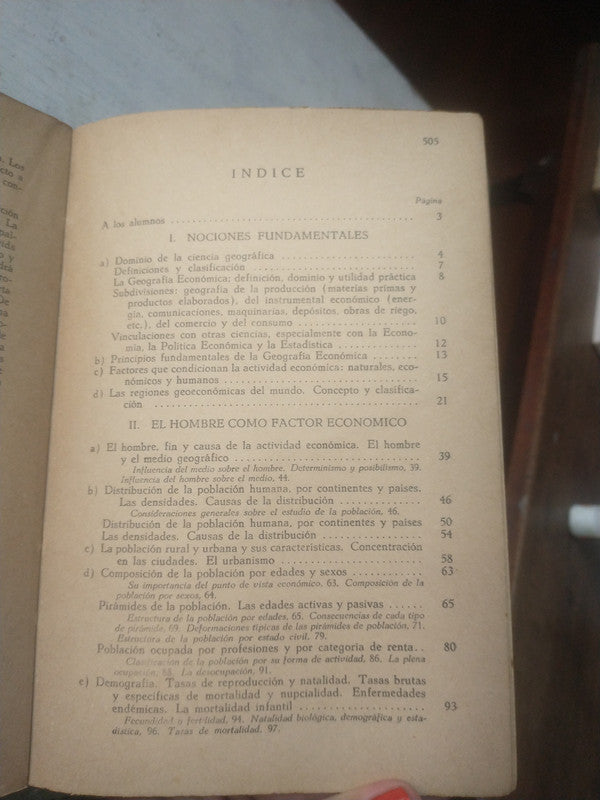 505
INDICE
Página
A los alumnos ........ 3
I. NOCIONES FUNDAMENTALES
a) Dominio de la ciencia geográfica ........ 4
Definiciones y clasificación ........ 7
La Geografía Económica; definición, dominio y utilidad práctica 8
Subdivisiones: geografía de la producción (materias primas y
productos elaborados), del instrumental económico (ener-
gía, comunicaciones, maquinarias, depósitos, obras de riego,
etc.), del comercio y del consumo ........ 10
Vinculaciones con otras ciencias, especialmente con la Econo-
mía, la Política Económica y la Estadística ........ 12
b) Principios fundamentales de la Geografía Económica ........ 13
c) Factores que condicionan la actividad económica: naturales, eco-
nómicos y humanos ........ 15
d) Las regiones geoeconómicas del mundo. Concepto y clasifica-
ción ........ 21
II. EL HOMBRE COMO FACTOR ECONOMICO
a) El hombre, fin y causa de la actividad económica. El hombre
y el medio geográfico ........ 39
Influencia del medio sobre el hombre. Determinismo y posibilismo, 39.
Influencia del hombre sobre el medio, 44.
b) Distribución de la población humana, por continentes y países.
Las densidades. Causas de la distribución ........ 46
Consideraciones generales sobre el estudio de la población, 46.
Distribución de la población humana, por continentes y países 50
Las densidades. Causas de la distribución ........ 54
c) La población rural y urbana y sus características. Concentración
en las ciudades. El urbanismo ........ 58
d) Composición de la población por edades y sexos ........ 63
Su importancia del punto de vista económico, 63. Composición de la
población por sexos, 64.
Pirámides de la población. Las edades activas y pasivas ...... 65
Estructura de la población por edades, 65. Consecuencias de cada tipo
de pirámide, 69. Deformaciones típicas de las pirámides de población, 71.
Estructura de la población por estado civil, 79.
Población ocupada por profesiones y por categoría de renta.. 80
Clasificación de la población por su forma de actividad, 86. La plena
ocupación, 88. La desocupación, 91.
e) Demografía. Tasas de reproducción y natalidad. Tasas brutas
y específicas de mortalidad y nupcialidad. Enfermedades
endémicas. La mortalidad infantil ........ 93
Fecundidad o fertilidad, 94. Natalidad biológica, demográfica y esta-
dística, 96. Tasas de mortalidad, 97.